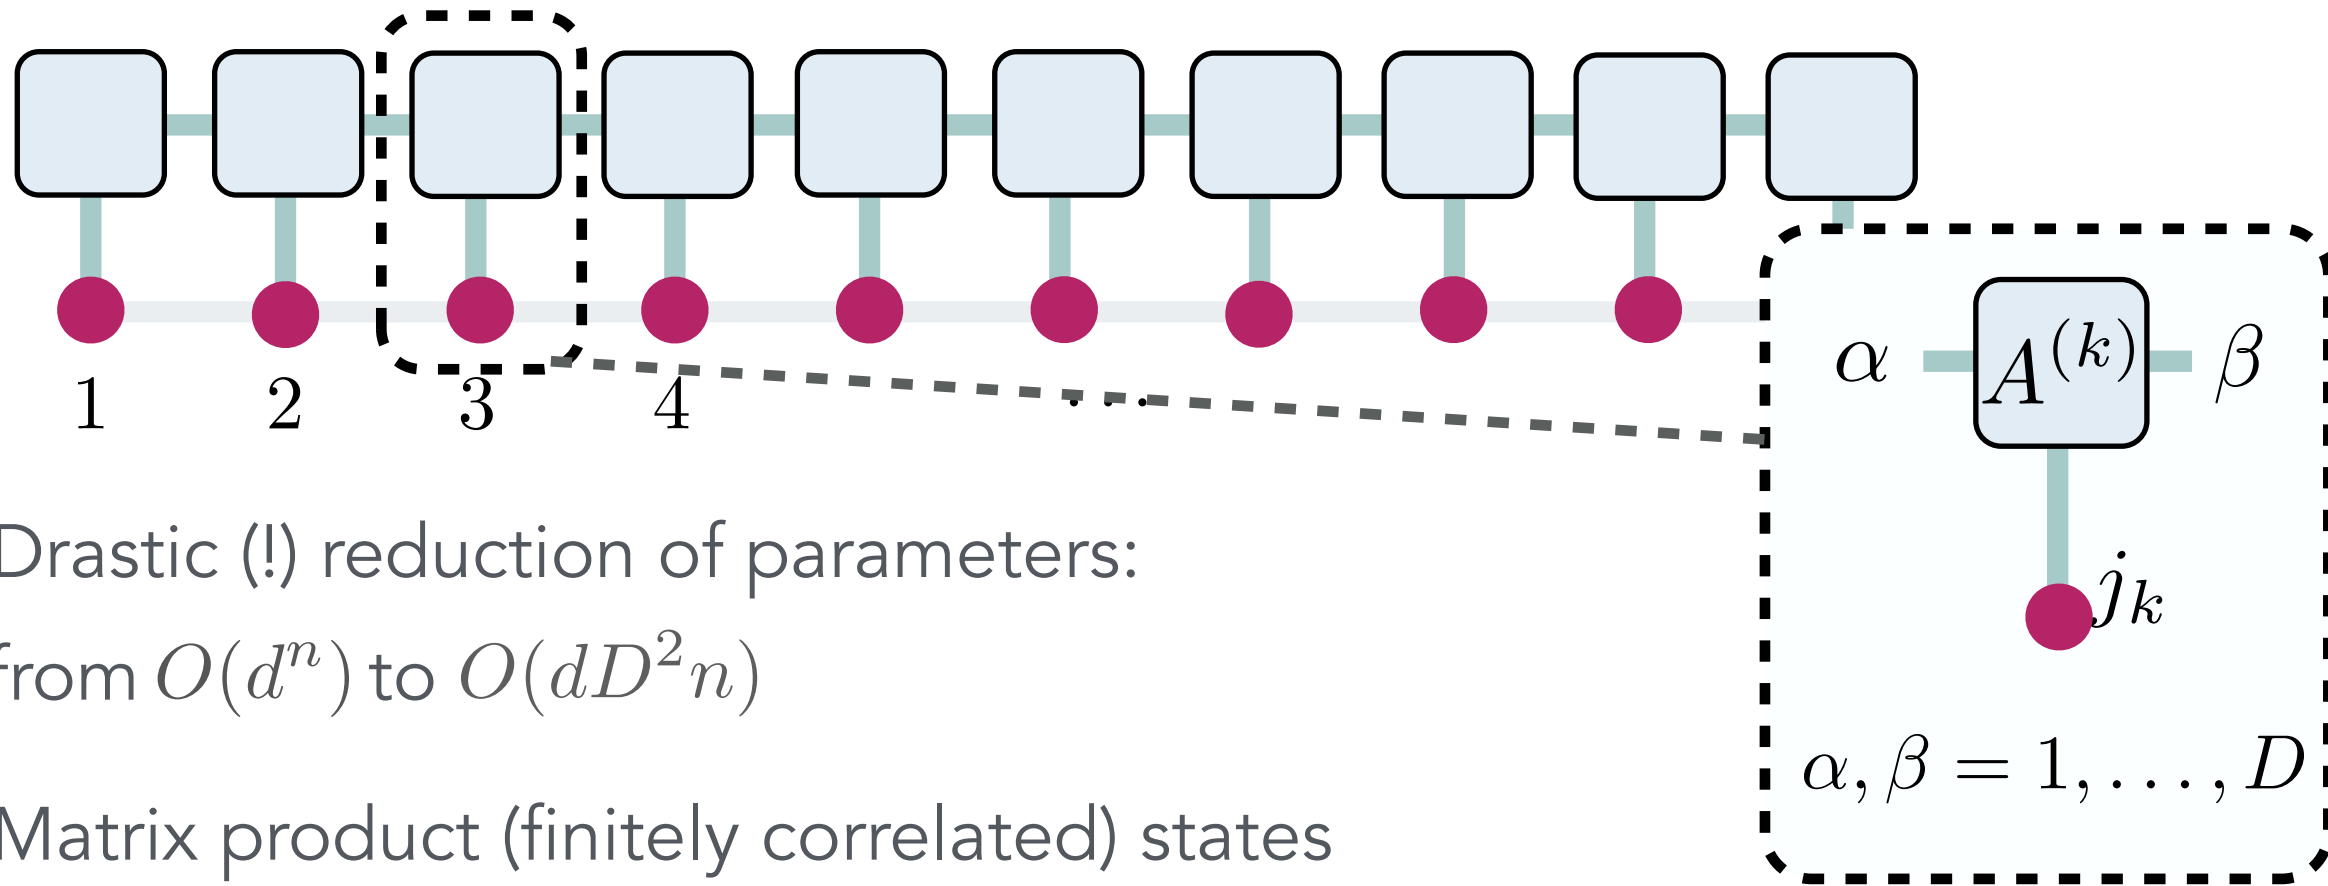 1 2 3 4 ...
α A^{(k)} β
j_k
Drastic (!) reduction of parameters:
from O(d^n) to O(dD^2n)
α, β = 1, . . . , D
Matrix product (finitely correlated) states